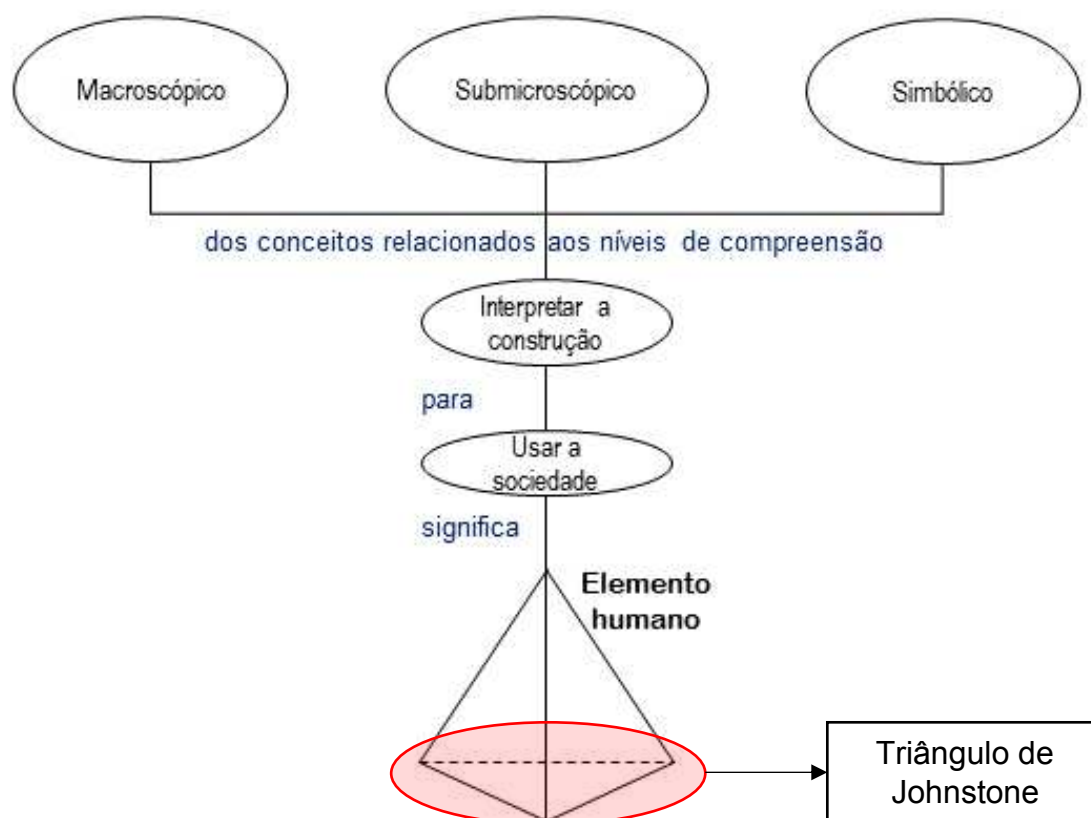 Macroscópico
Submicroscópico
Simbólico
dos conceitos relacionados aos níveis de compreensão
Interpretar a
construção
para
Usar a
sociedade
significa
Elemento
humano
Triângulo de
Johnstone